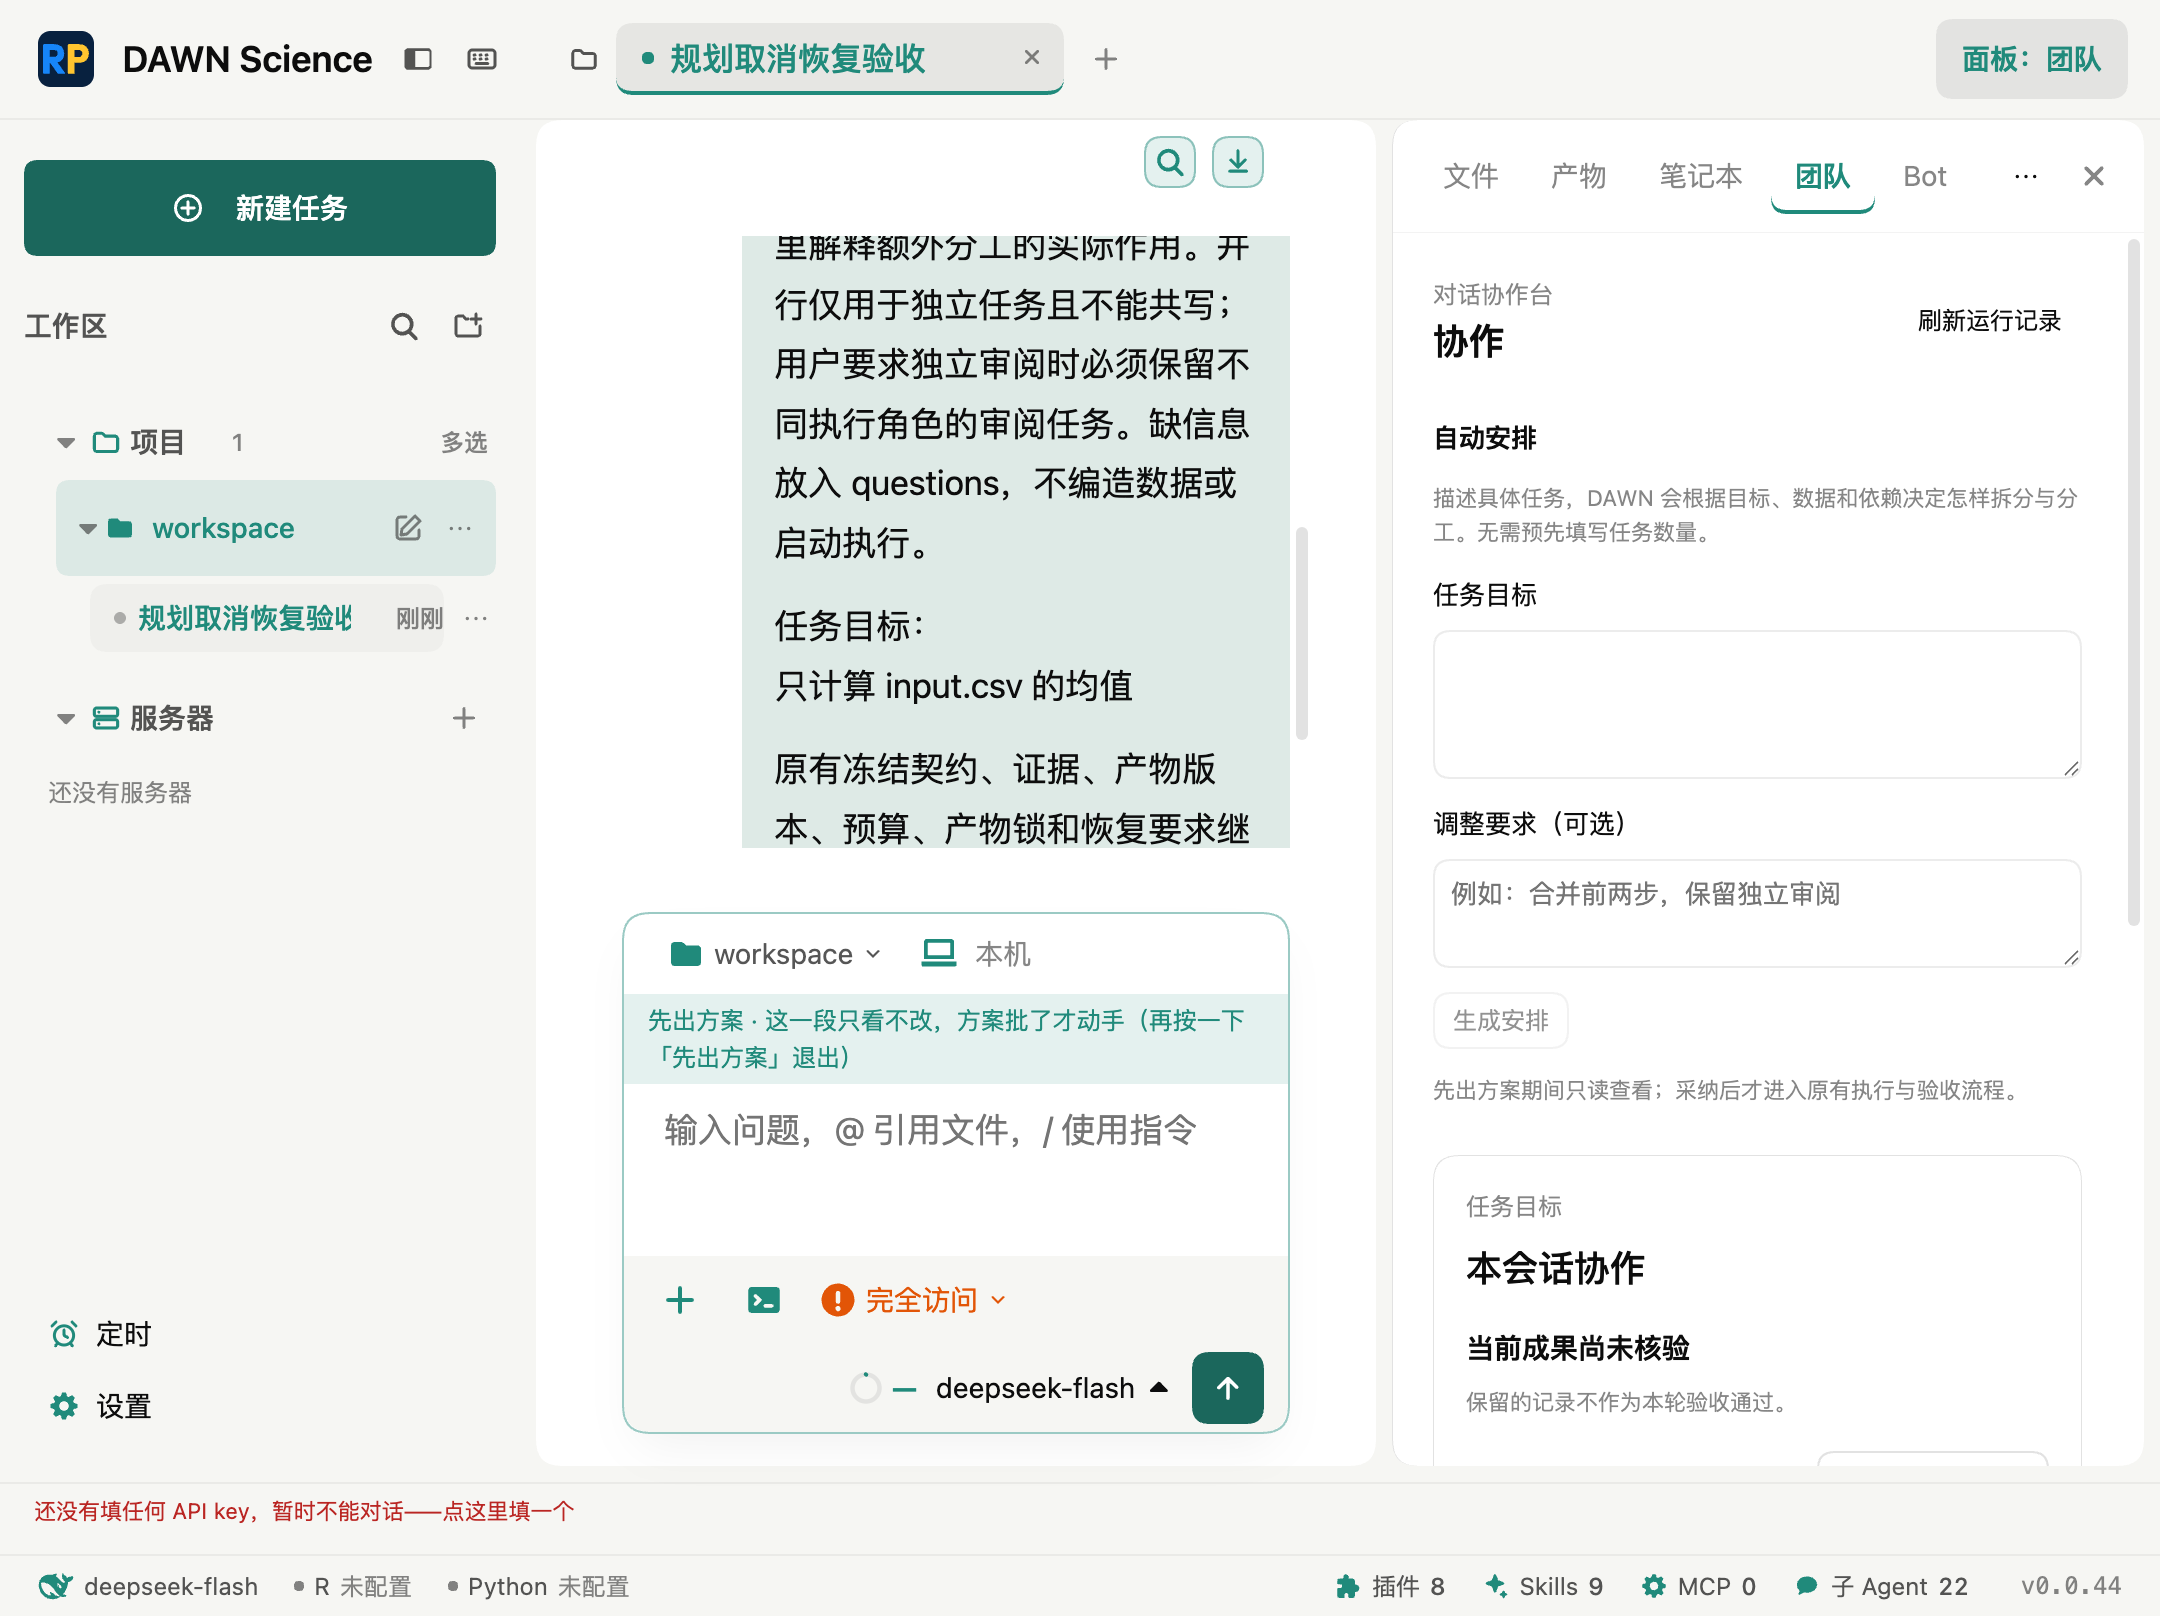 RP DAWN Science
规划取消恢复验收
面板：团队
新建任务
工作区
项目 1 多选
workspace
规划取消恢复验收 刚刚
服务器
还没有服务器
定时
设置
里解释额外分工的实际作用。并
行仅用于独立任务且不能共写；
用户要求独立审阅时必须保留不
同执行角色的审阅任务。缺信息
放入 questions，不编造数据或
启动执行。
任务目标：
只计算 input.csv 的均值
原有冻结契约、证据、产物版
本、预算、产物锁和恢复要求继
workspace 本机
先出方案 · 这一段只看不改，方案批了才动手（再按一下
「先出方案」退出）
输入问题，@ 引用文件，/ 使用指令
完全访问
deepseek-flash
文件 产物 笔记本 团队 Bot
对话协作台
协作
刷新运行记录
自动安排
描述具体任务，DAWN 会根据目标、数据和依赖决定怎样拆分与分
工。无需预先填写任务数量。
任务目标
调整要求（可选）
例如：合并前两步，保留独立审阅
生成安排
先出方案期间只读查看；采纳后才进入原有执行与验收流程。
任务目标
本会话协作
当前成果尚未核验
保留的记录不作为本轮验收通过。
还没有填任何 API key，暂时不能对话——点这里填一个
deepseek-flash R 未配置 Python 未配置
插件 8 Skills 9 MCP 0 子 Agent 22 v0.0.44